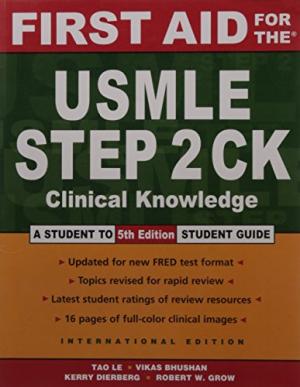 FIRST AID FOR THE®
USMLE
STEP 2 CK
Clinical Knowledge
A STUDENT TO 5th Edition STUDENT GUIDE
▸ Updated for new FRED test format ◂
▸ Topics revised for rapid review ◂
▸ Latest student ratings of review resources ◂
▸ 16 pages of full-color clinical images ◂
INTERNATIONAL EDITION
TAO LE • VIKAS BHUSHAN
KERRY DIERBERG • ROBERT W. GROW